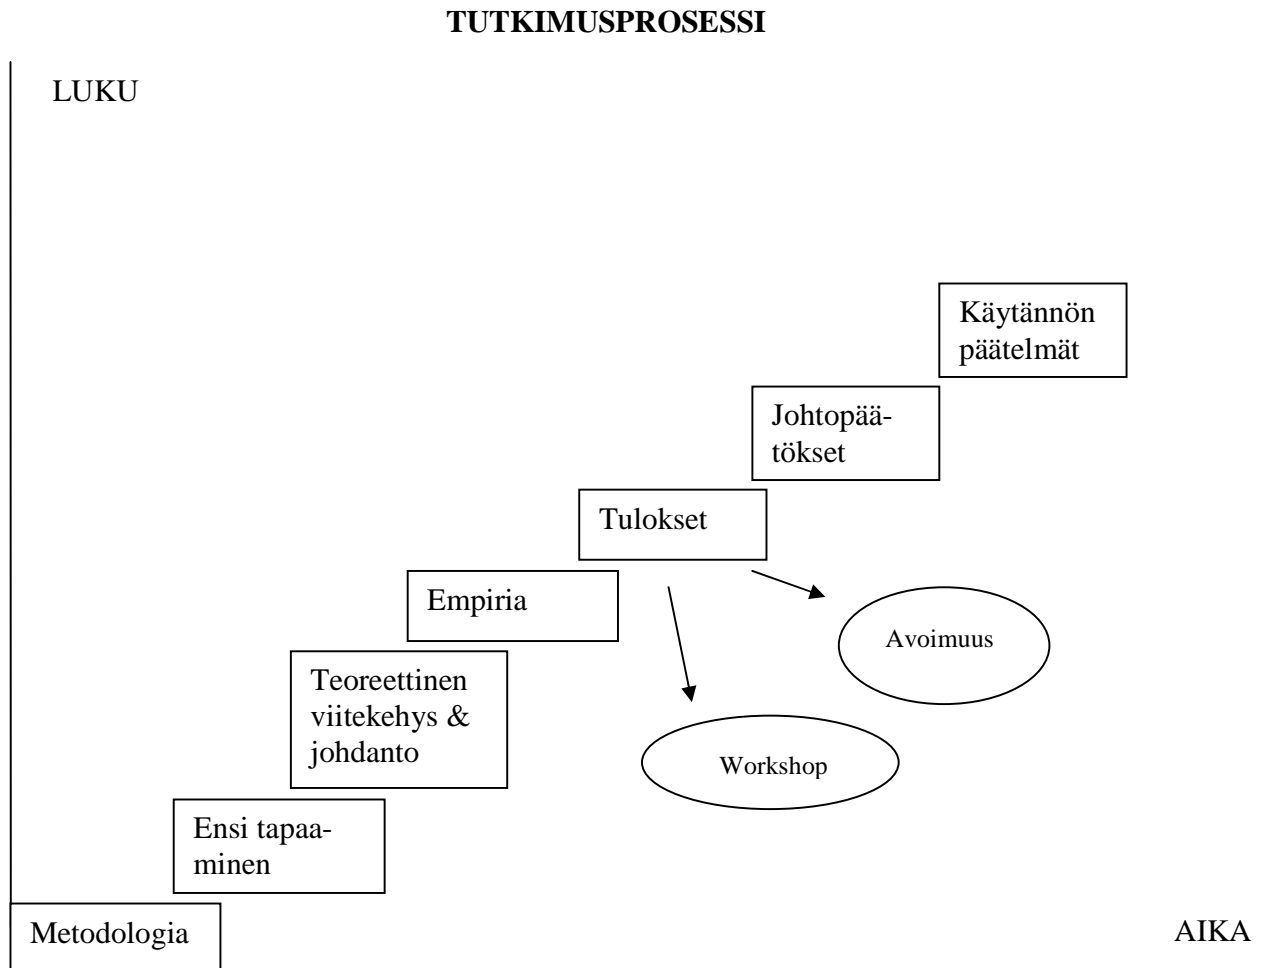 TUTKIMUSPROSESSI
LUKU
Käytännön
päätelmät
Johtopää-
tökset
Tulokset
Empiria
Avoimuus
Teoreettinen
viitekehys &
johdanto
Workshop
Ensi tapaa-
minen
Metodologia
AIKA